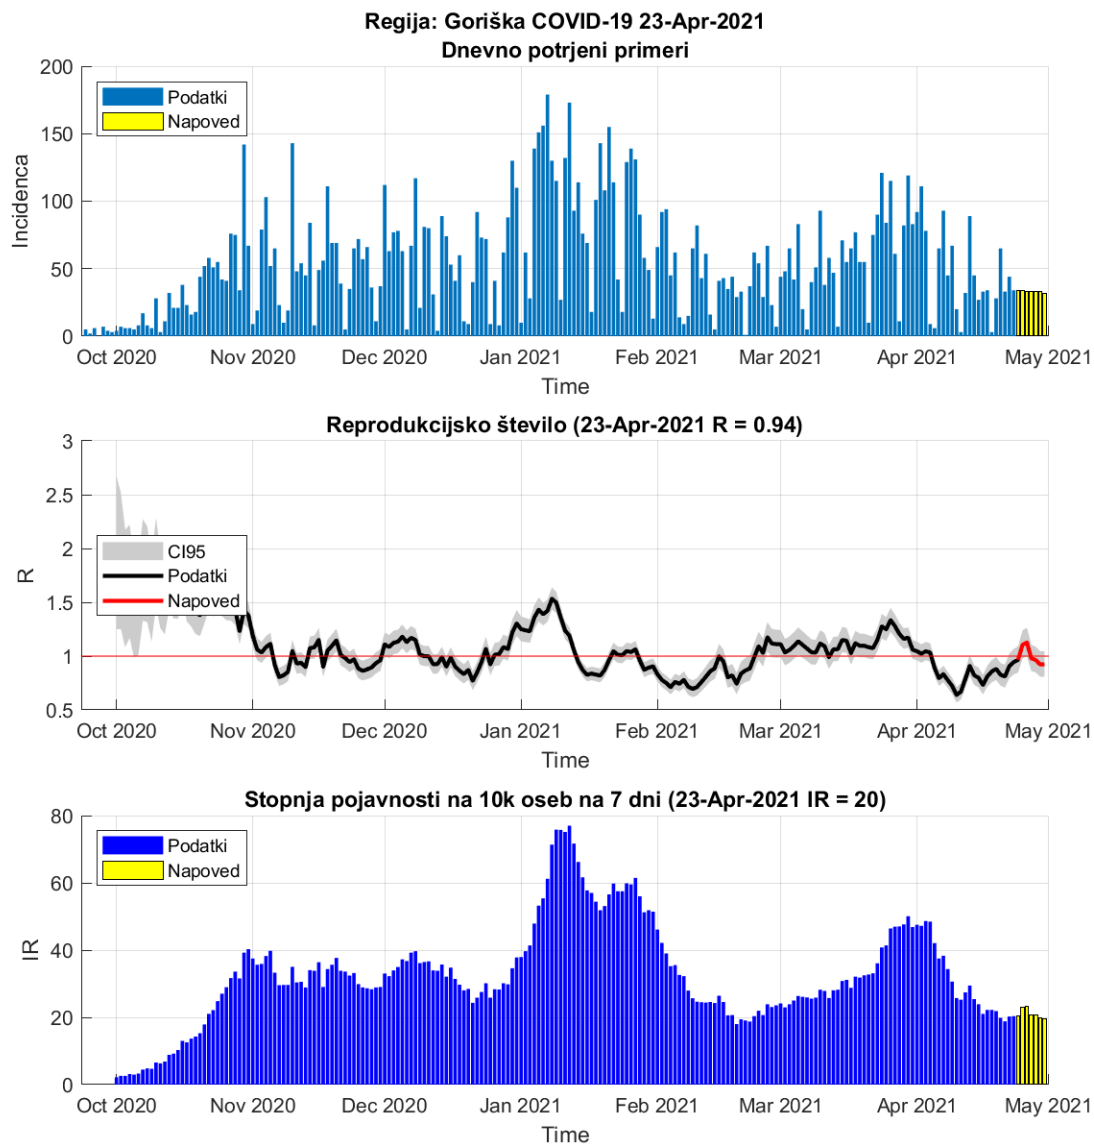 Regija: Goriška COVID-19 23-Apr-2021
Dnevno potrjeni primeri
200
150
100
50
0
Incidenca
Podatki
Napoved
Oct 2020 Nov 2020 Dec 2020 Jan 2021 Feb 2021 Mar 2021 Apr 2021 May 2021
Time
Reprodukcijsko število (23-Apr-2021 R = 0.94)
3
2.5
2
1.5
1
0.5
R
CI95
Podatki
Napoved
Oct 2020 Nov 2020 Dec 2020 Jan 2021 Feb 2021 Mar 2021 Apr 2021 May 2021
Time
Stopnja pojavnosti na 10k oseb na 7 dni (23-Apr-2021 IR = 20)
80
60
40
20
0
IR
Podatki
Napoved
Oct 2020 Nov 2020 Dec 2020 Jan 2021 Feb 2021 Mar 2021 Apr 2021 May 2021
Time